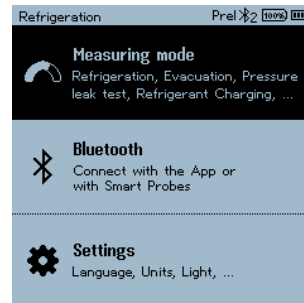 Refrigeration Prel 2 100%
Measuring mode
Refrigeration, Evacuation, Pressure
leak test, Refrigerant Charging, ...
Bluetooth
Connect with the App or
with Smart Probes
Settings
Language, Units, Light, ...